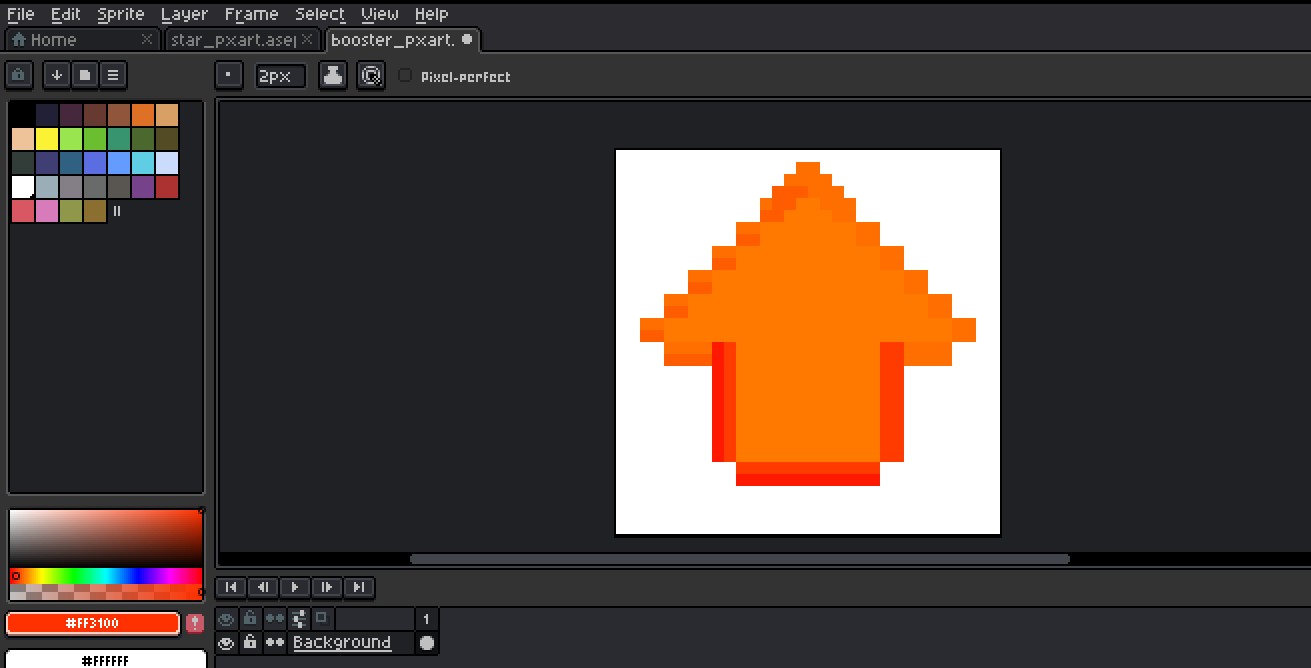 File Edit Sprite Layer Frame Select View Help
Home star_pxart.ase booster_pxart.
2px Pixel-perfect
1
Background
#FF3100
#FFFFFF